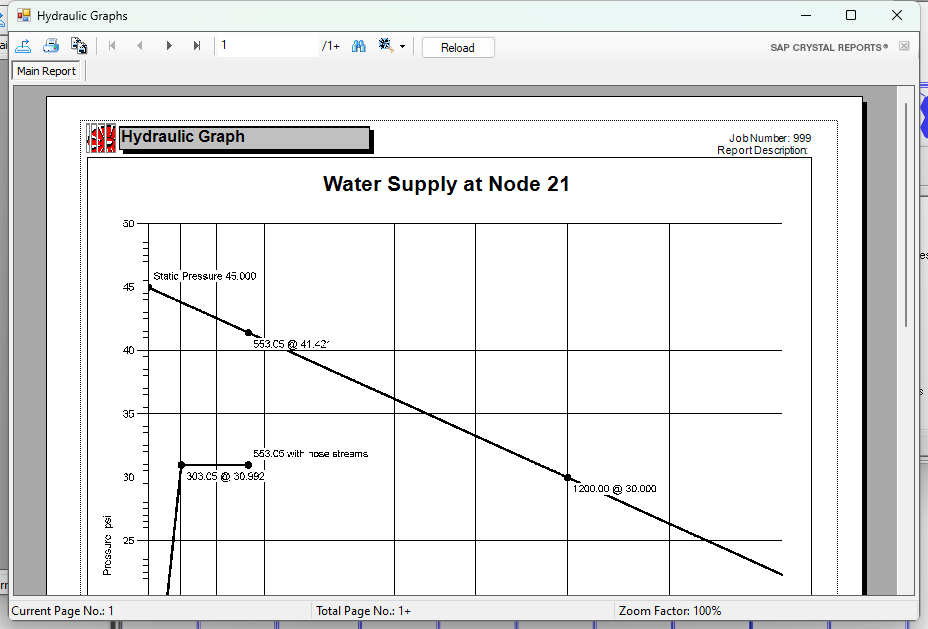 Hydraulic Graphs
1 /1+ Reload SAP CRYSTAL REPORTS®
Main Report
Hydraulic Graph
Job Number: 999
Report Description:
Water Supply at Node 21
50
Static Pressure 45.000
45
553.05 @ 41.421
40
35
553.05 with hose streams
30
303.05 @ 30.992
1200.00 @ 30.000
25
Pressure psi
Current Page No.: 1 Total Page No.: 1+ Zoom Factor: 100%